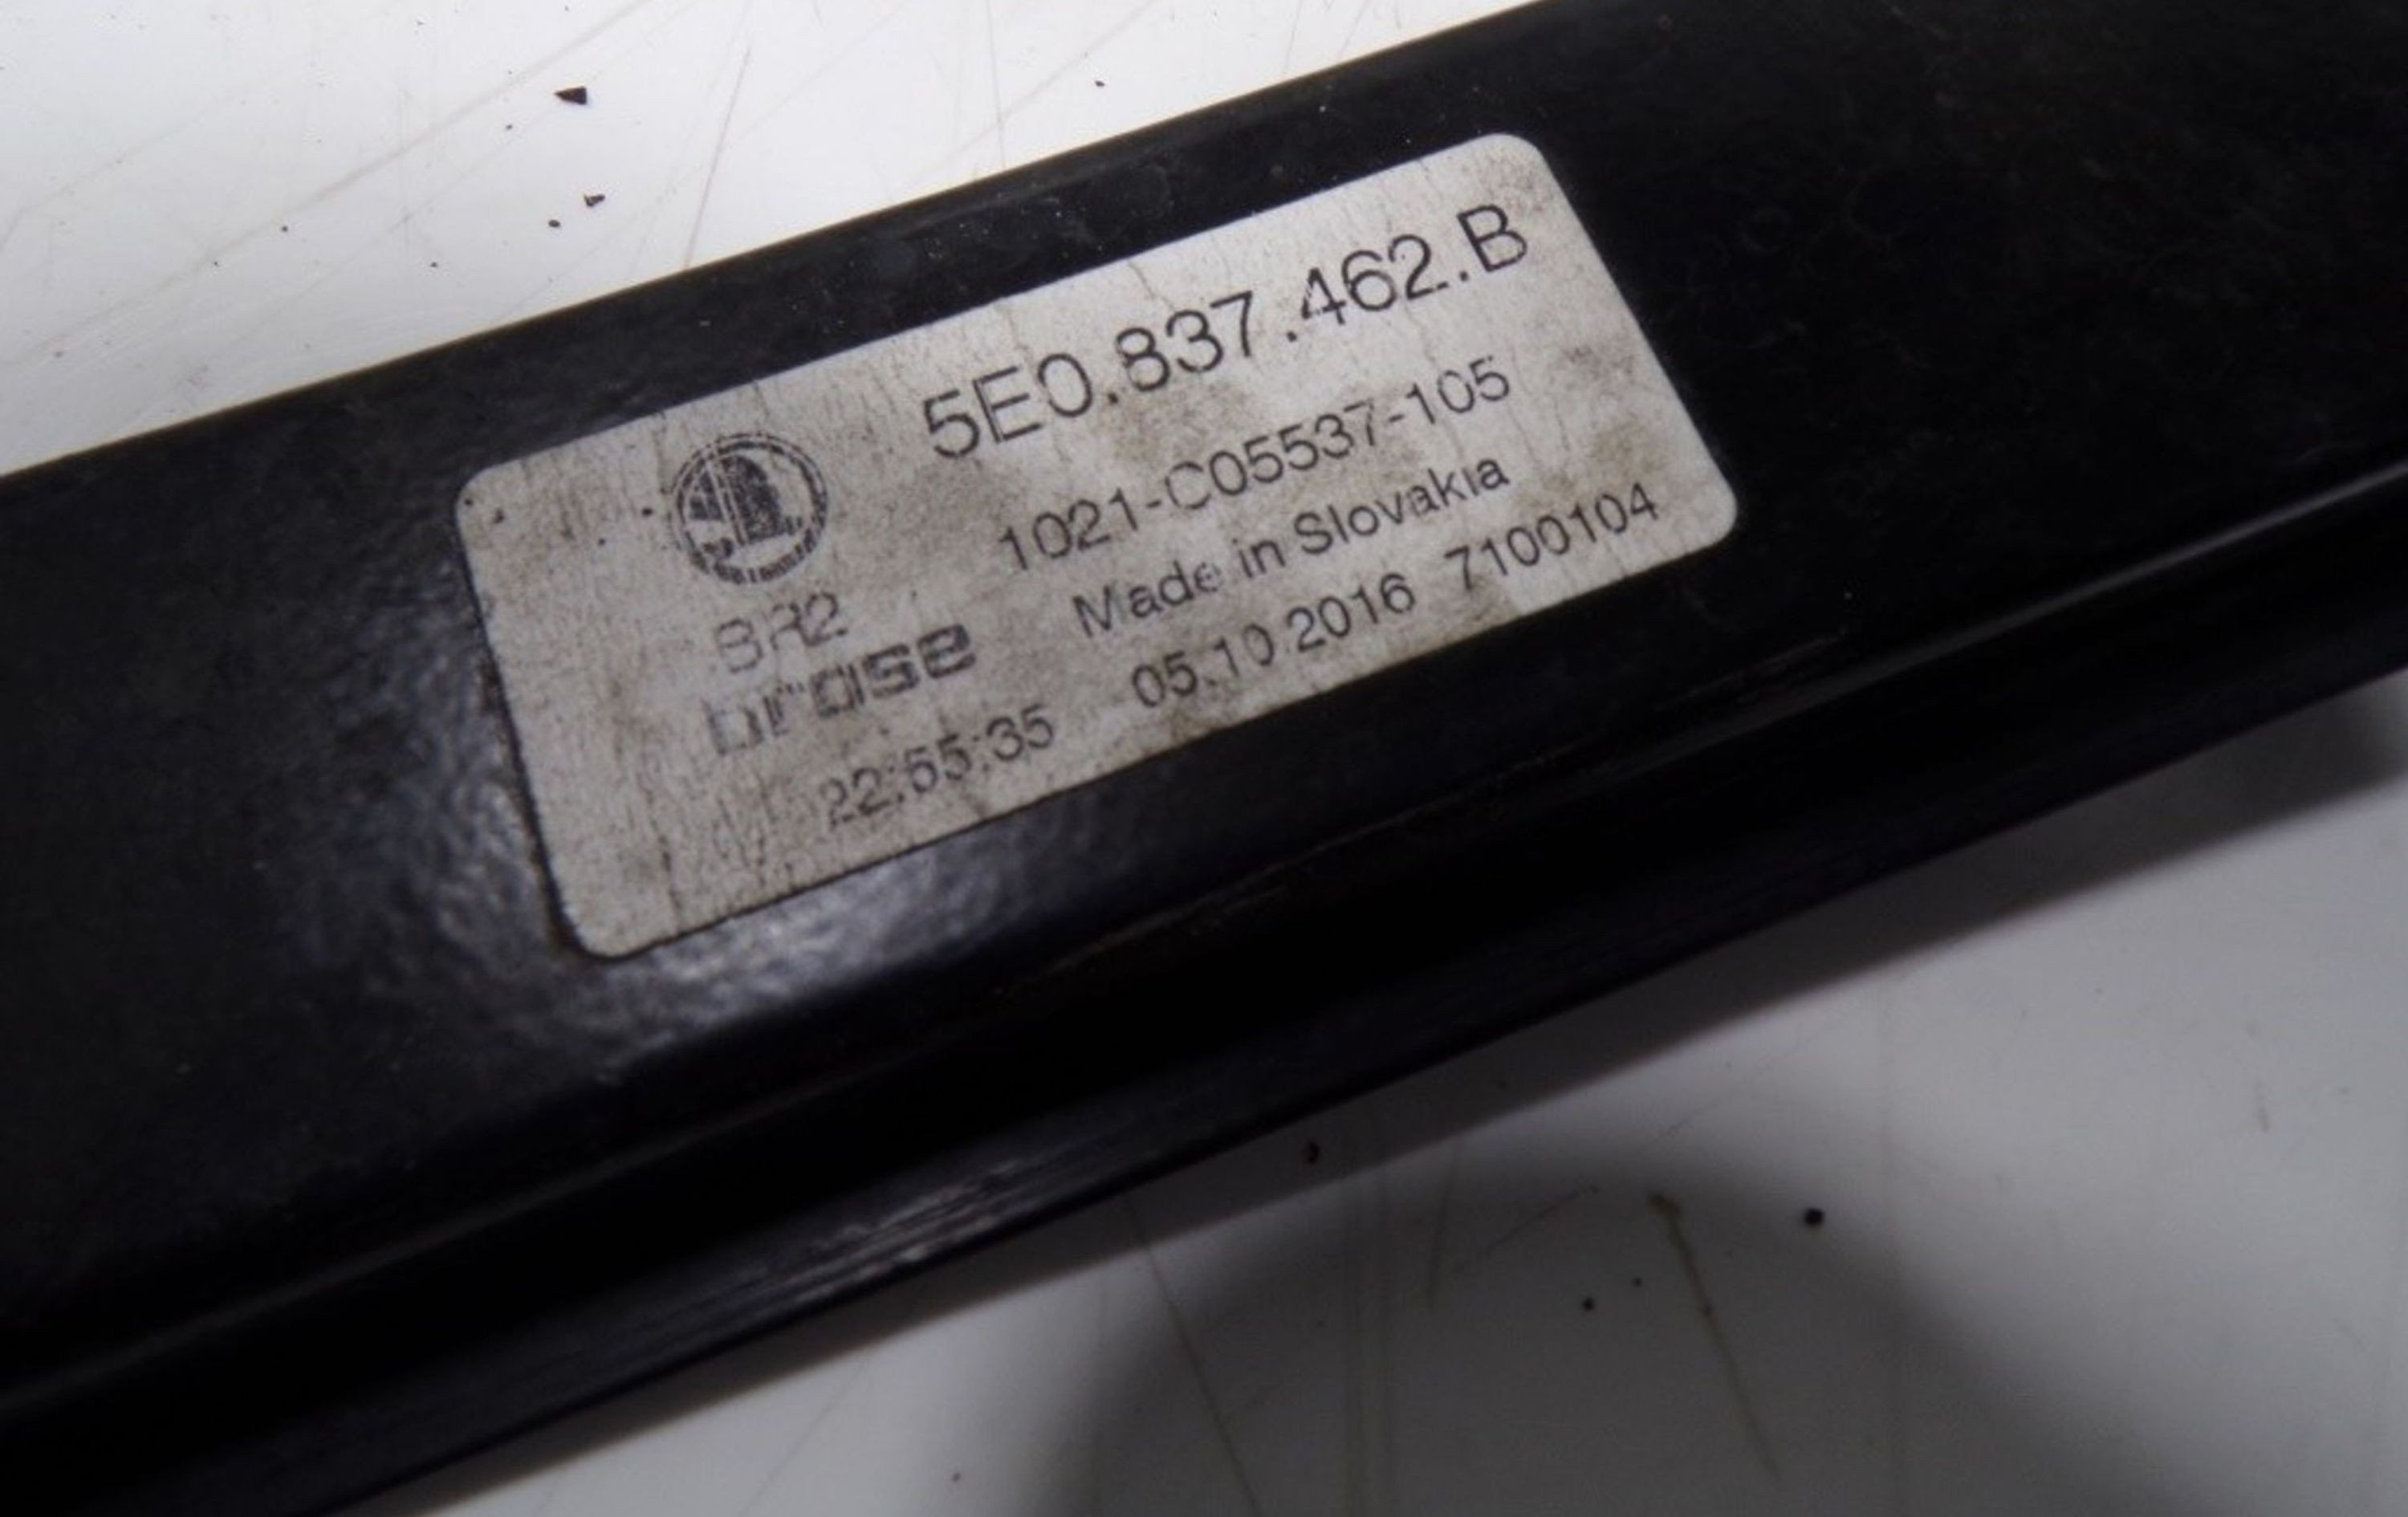 5E0.837.462.B
1021-C05537-105
Made in Slovakia
BR2
brose
22:55:35 05.10.2016 7100104